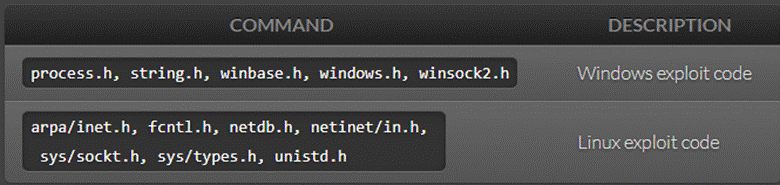 COMMAND DESCRIPTION
process.h, string.h, winbase.h, windows.h, winsock2.h Windows exploit code
arpa/inet.h, fcntl.h, netdb.h, netinet/in.h,
sys/sockt.h, sys/types.h, unistd.h
Linux exploit code